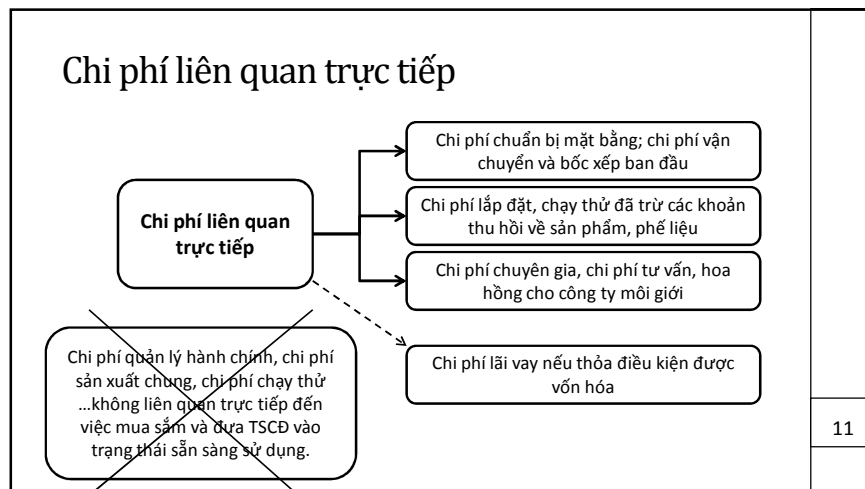 Chi phí liên quan trực tiếp
Chi phí liên quan
trực tiếp
Chi phí chuẩn bị mặt bằng; chi phí vận
chuyển và bốc xếp ban đầu
Chi phí lắp đặt, chạy thử đã trừ các khoản
thu hồi về sản phẩm, phế liệu
Chi phí chuyên gia, chi phí tư vấn, hoa
hồng cho công ty môi giới
Chi phí lãi vay nếu thỏa điều kiện được
vốn hóa
Chi phí quản lý hành chính, chi phí
sản xuất chung, chi phí chạy thử
...không liên quan trực tiếp đến
việc mua sắm và đưa TSCĐ vào
trạng thái sẵn sàng sử dụng.
11